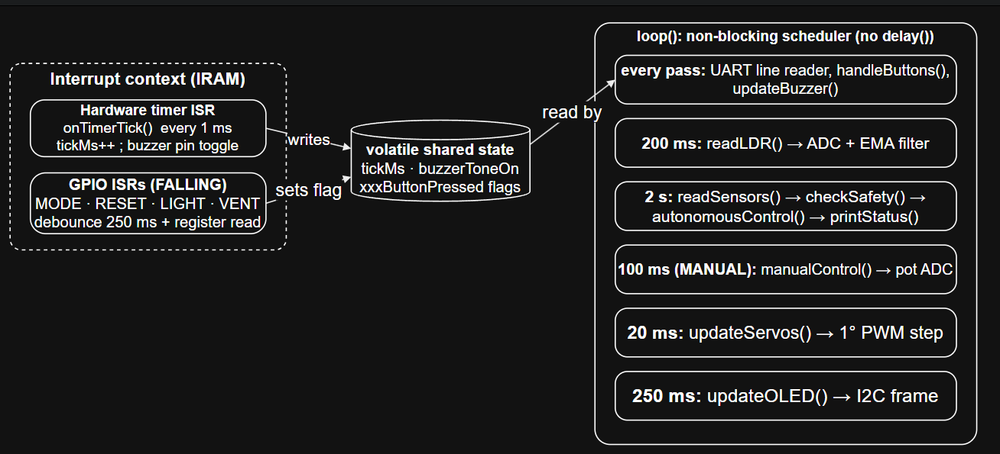 loop(): non-blocking scheduler (no delay())
Interrupt context (IRAM)
Hardware timer ISR
onTimerTick() every 1 ms
tickMs++ ; buzzer pin toggle
GPIO ISRs (FALLING)
MODE · RESET · LIGHT · VENT
debounce 250 ms + register read
writes
sets flag
volatile shared state
tickMs · buzzerToneOn
xxxButtonPressed flags
read by
every pass: UART line reader, handleButtons(),
updateBuzzer()
200 ms: readLDR() → ADC + EMA filter
2 s: readSensors() → checkSafety() →
autonomousControl() → printStatus()
100 ms (MANUAL): manualControl() → pot ADC
20 ms: updateServos() → 1° PWM step
250 ms: updateOLED() → I2C frame